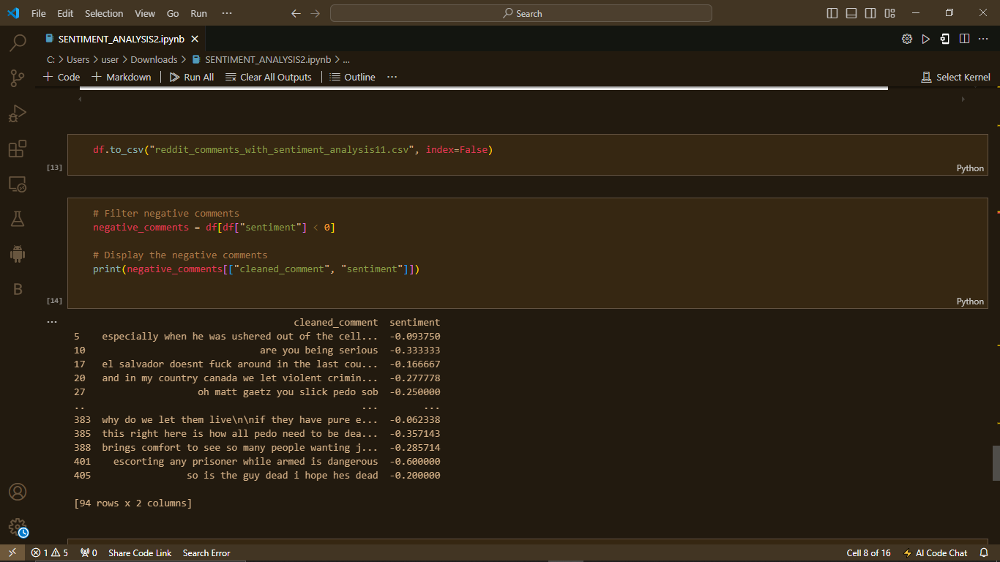 File Edit Selection View Go Run ··· Search
SENTIMENT_ANALYSIS2.ipynb
C: > Users > user > Downloads > SENTIMENT_ANALYSIS2.ipynb > ...
+ Code + Markdown Run All Clear All Outputs Outline ··· Select Kernel
df.to_csv("reddit_comments_with_sentiment_analysis11.csv", index=False)
[13] Python
# Filter negative comments
negative_comments = df[df["sentiment"] < 0]
# Display the negative comments
print(negative_comments[["cleaned_comment", "sentiment"]])
[14] Python
... cleaned_comment sentiment
5 especially when he was ushered out of the cell... -0.093750
10 are you being serious -0.333333
17 el salvador doesnt fuck around in the last cou... -0.166667
20 and in my country canada we let violent crimin... -0.277778
27 oh matt gaetz you slick pedo sob -0.250000
.. ... ...
383 why do we let them live\n\nif they have pure e... -0.062338
385 this right here is how all pedo need to be dea... -0.357143
388 brings comfort to see so many people wanting j... -0.285714
401 escorting any prisoner while armed is dangerous -0.600000
405 so is the guy dead i hope hes dead -0.200000
[94 rows x 2 columns]
B
1 5 0 Share Code Link Search Error Cell 8 of 16 AI Code Chat